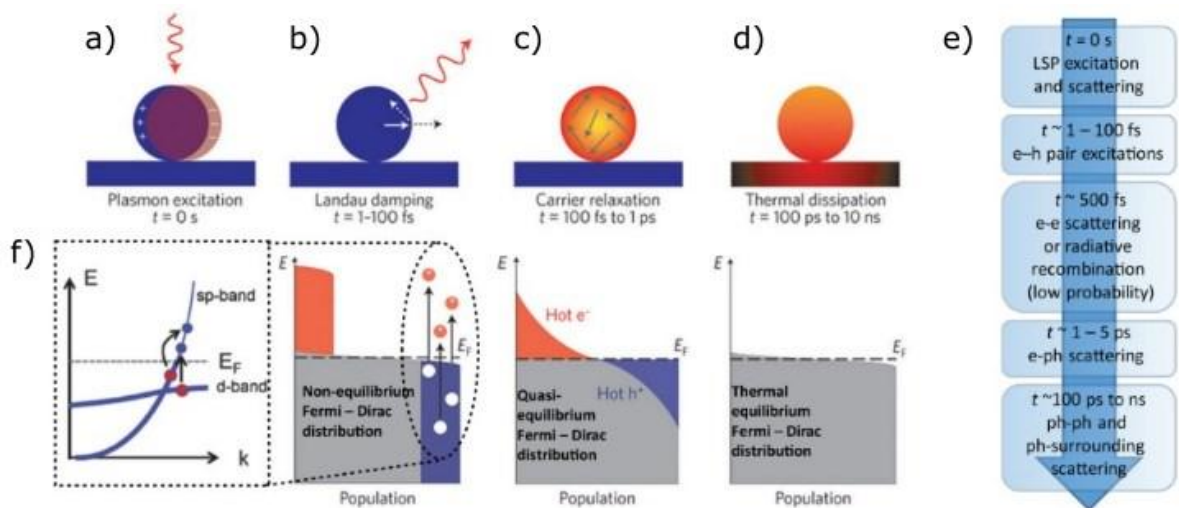 a)
Plasmon excitation
t = 0 s
b)
Landau damping
t = 1-100 fs
c)
Carrier relaxation
t = 100 fs to 1 ps
d)
Thermal dissipation
t = 100 ps to 10 ns
e)
t = 0 s
LSP excitation
and scattering
t ~ 1 – 100 fs
e–h pair excitations
t ~ 500 fs
e-e scattering
or radiative
recombination
(low probability)
t ~ 1 – 5 ps
e-ph scattering
t ~100 ps to ns
ph-ph and
ph-surrounding
scattering
f)
E
sp-band
E_F
d-band
k
E
E_F
Non-equilibrium
Fermi – Dirac
distribution
Population
E
Hot e⁻
E_F
Hot h⁺
Quasi-
equilibrium
Fermi – Dirac
distribution
Population
E
E_F
Thermal
equilibrium
Fermi – Dirac
distribution
Population